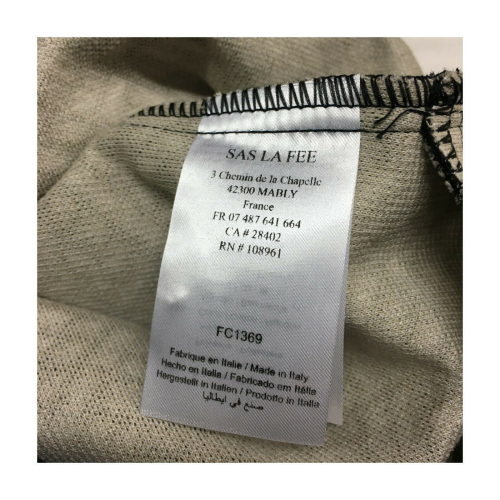 SAS LA FEE
3 Chemin de la Chapelle
42300 MABLY
France
FR 07 487 641 664
CA # 28402
RN # 108961
FC1369
Fabrique en Italie / Made in Italy
Hecho en Italia / Fabricado em Itália
Hergestellt in Italien / Prodotto in Italia
صنع في ايطاليا